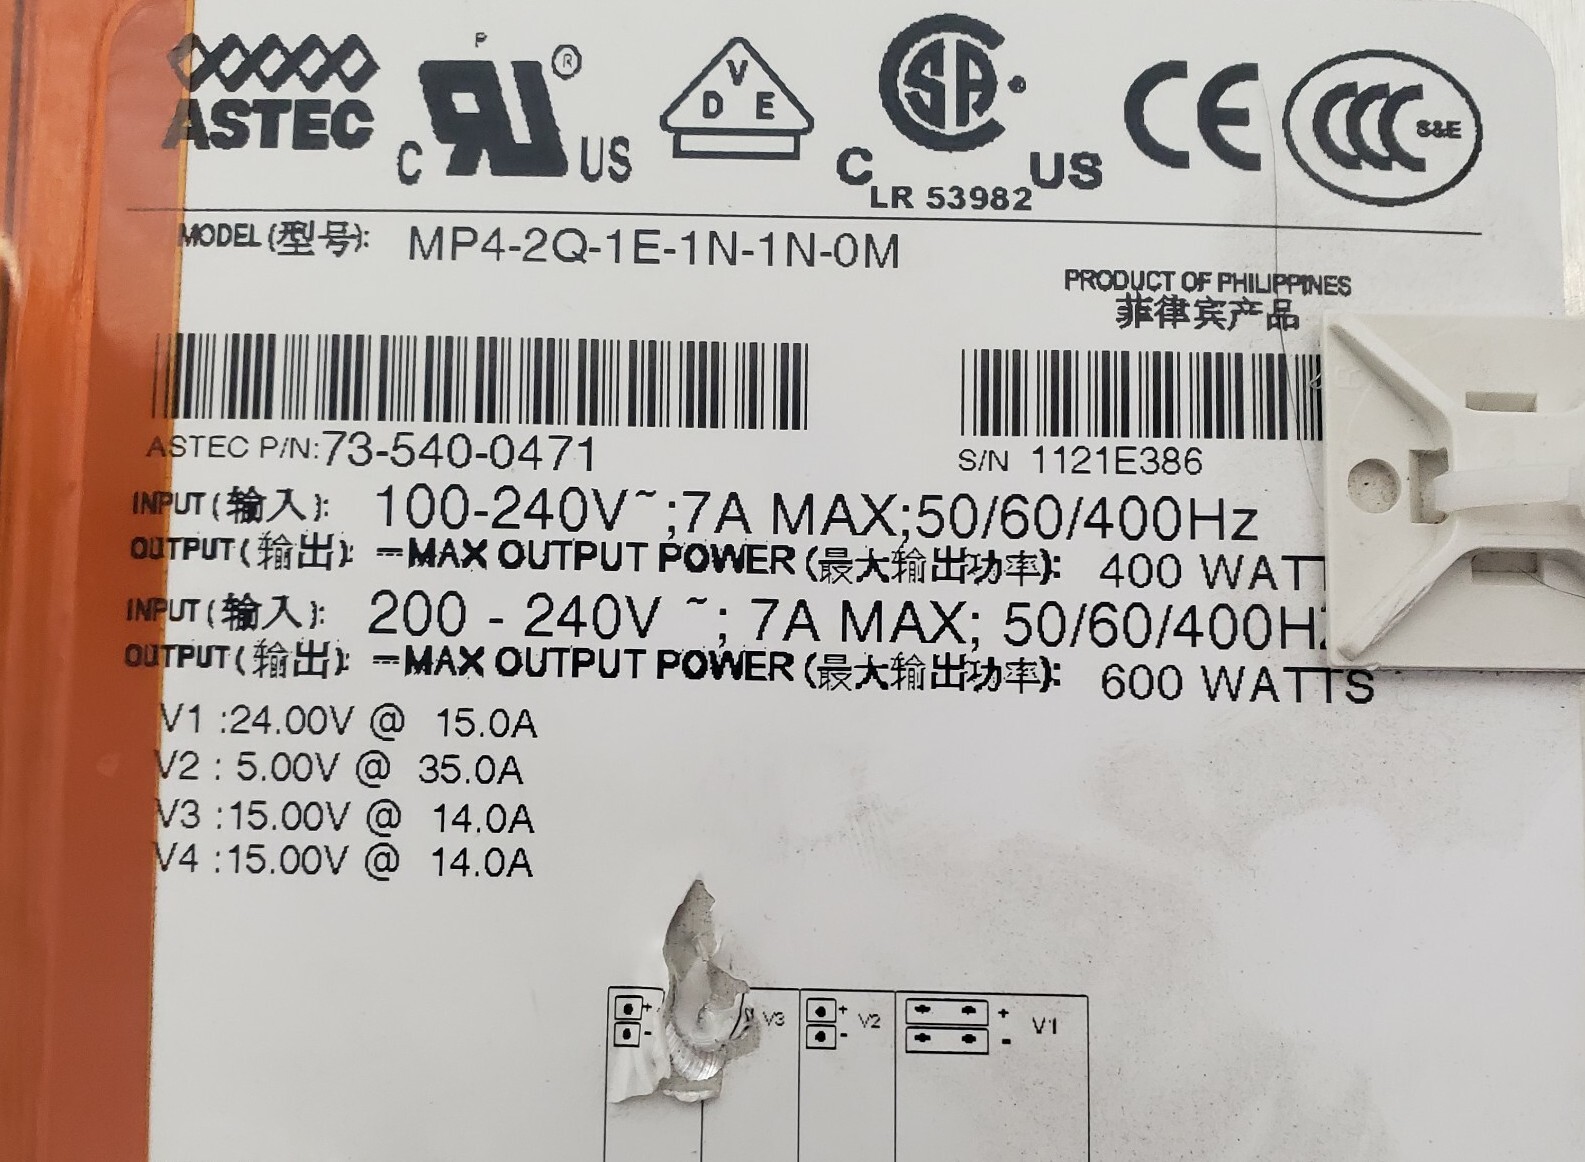 ASTEC
P
®
C RU US
V
D E
C SA ® US
LR 53982
CE
CCC S&E
MODEL (型号): MP4-2Q-1E-1N-1N-0M
PRODUCT OF PHILIPPINES
菲律宾产品
ASTEC P/N: 73-540-0471
S/N 1121E386
INPUT (输入): 100-240V~;7A MAX;50/60/400Hz
OUTPUT (输出): ⎓MAX OUTPUT POWER (最大输出功率): 400 WATT
INPUT (输入): 200 - 240V ~; 7A MAX; 50/60/400HZ
OUTPUT (输出): ⎓MAX OUTPUT POWER (最大输出功率): 600 WATTS
V1 :24.00V @ 15.0A
V2 : 5.00V @ 35.0A
V3 :15.00V @ 14.0A
V4 :15.00V @ 14.0A
+ V3 + V2 + V1
- - -